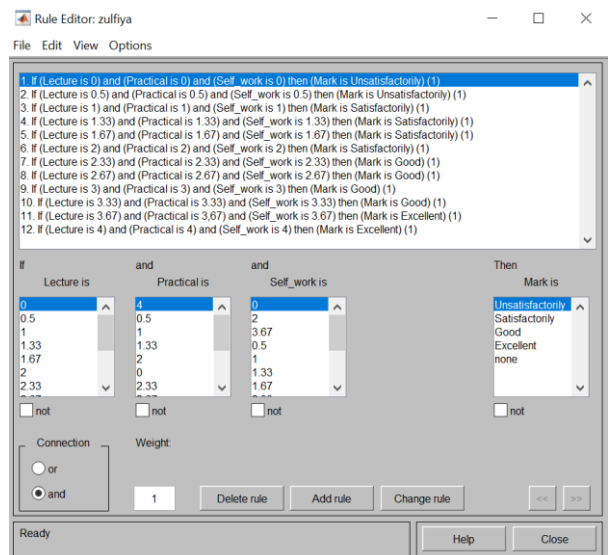 Rule Editor: zulfiya
File Edit View Options
1. If (Lecture is 0) and (Practical is 0) and (Self_work is 0) then (Mark is Unsatisfactorily) (1)
2. If (Lecture is 0.5) and (Practical is 0.5) and (Self_work is 0.5) then (Mark is Unsatisfactorily) (1)
3. If (Lecture is 1) and (Practical is 1) and (Self_work is 1) then (Mark is Satisfactorily) (1)
4. If (Lecture is 1.33) and (Practical is 1.33) and (Self_work is 1.33) then (Mark is Satisfactorily) (1)
5. If (Lecture is 1.67) and (Practical is 1.67) and (Self_work is 1.67) then (Mark is Satisfactorily) (1)
6. If (Lecture is 2) and (Practical is 2) and (Self_work is 2) then (Mark is Satisfactorily) (1)
7. If (Lecture is 2.33) and (Practical is 2.33) and (Self_work is 2.33) then (Mark is Good) (1)
8. If (Lecture is 2.67) and (Practical is 2.67) and (Self_work is 2.67) then (Mark is Good) (1)
9. If (Lecture is 3) and (Practical is 3) and (Self_work is 3) then (Mark is Good) (1)
10. If (Lecture is 3.33) and (Practical is 3.33) and (Self_work is 3.33) then (Mark is Good) (1)
11. If (Lecture is 3.67) and (Practical is 3,67) and (Self_work is 3.67) then (Mark is Excellent) (1)
12. If (Lecture is 4) and (Practical is 4) and (Self_work is 4) then (Mark is Excellent) (1)
If and and Then
Lecture is Practical is Self_work is Mark is
0 4 0 Unsatisfactorily
0.5 0.5 2 Satisfactorily
1 1 3.67 Good
1.33 1.33 0.5 Excellent
1.67 2 1 none
2 0 1.33
2.33 2.33 1.67
not not not not
Connection Weight:
or
and 1 Delete rule Add rule Change rule << >>
Ready Help Close